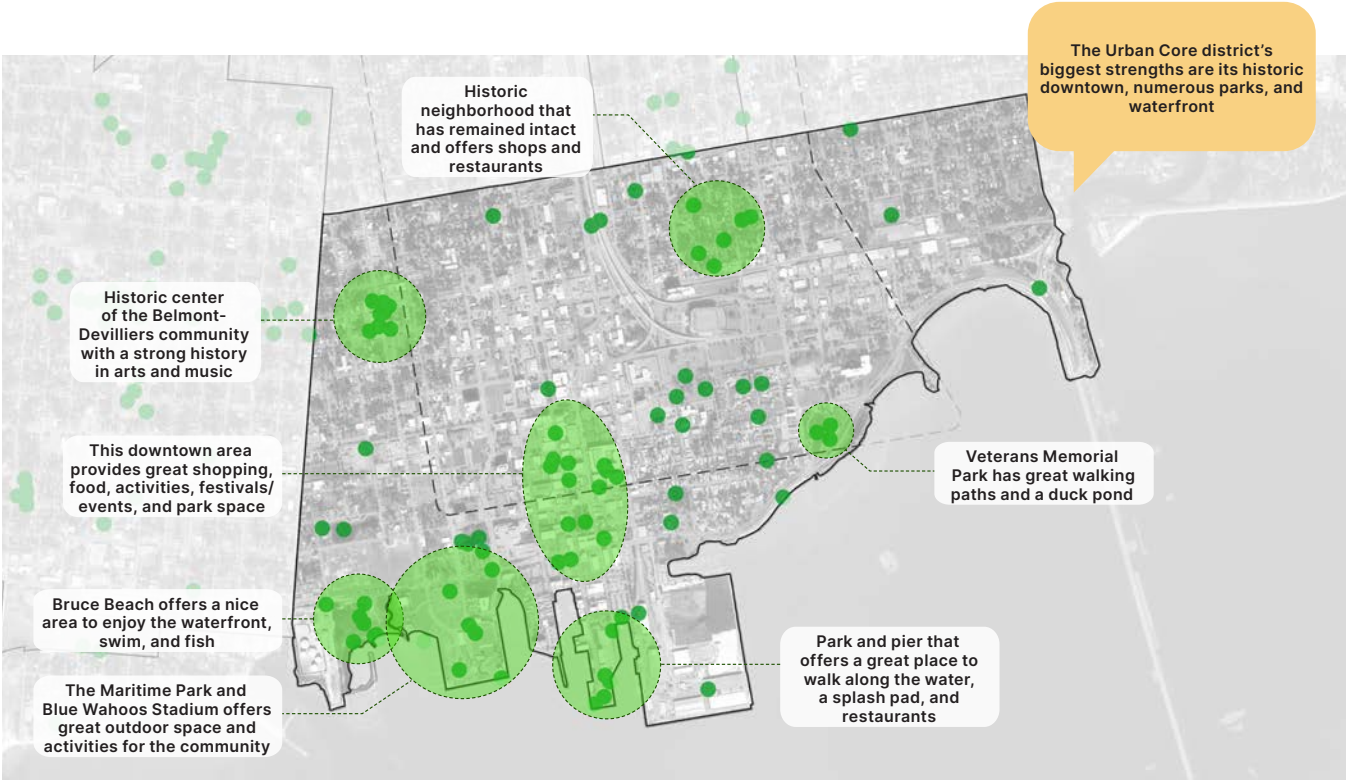 The Urban Core district's
biggest strengths are its historic
downtown, numerous parks, and
waterfront
Historic
neighborhood that
has remained intact
and offers shops and
restaurants
Historic center
of the Belmont-
Devilliers community
with a strong history
in arts and music
This downtown area
provides great shopping,
food, activities, festivals/
events, and park space
Veterans Memorial
Park has great walking
paths and a duck pond
Bruce Beach offers a nice
area to enjoy the waterfront,
swim, and fish
Park and pier that
offers a great place to
walk along the water,
a splash pad, and
restaurants
The Maritime Park and
Blue Wahoos Stadium offers
great outdoor space and
activities for the community